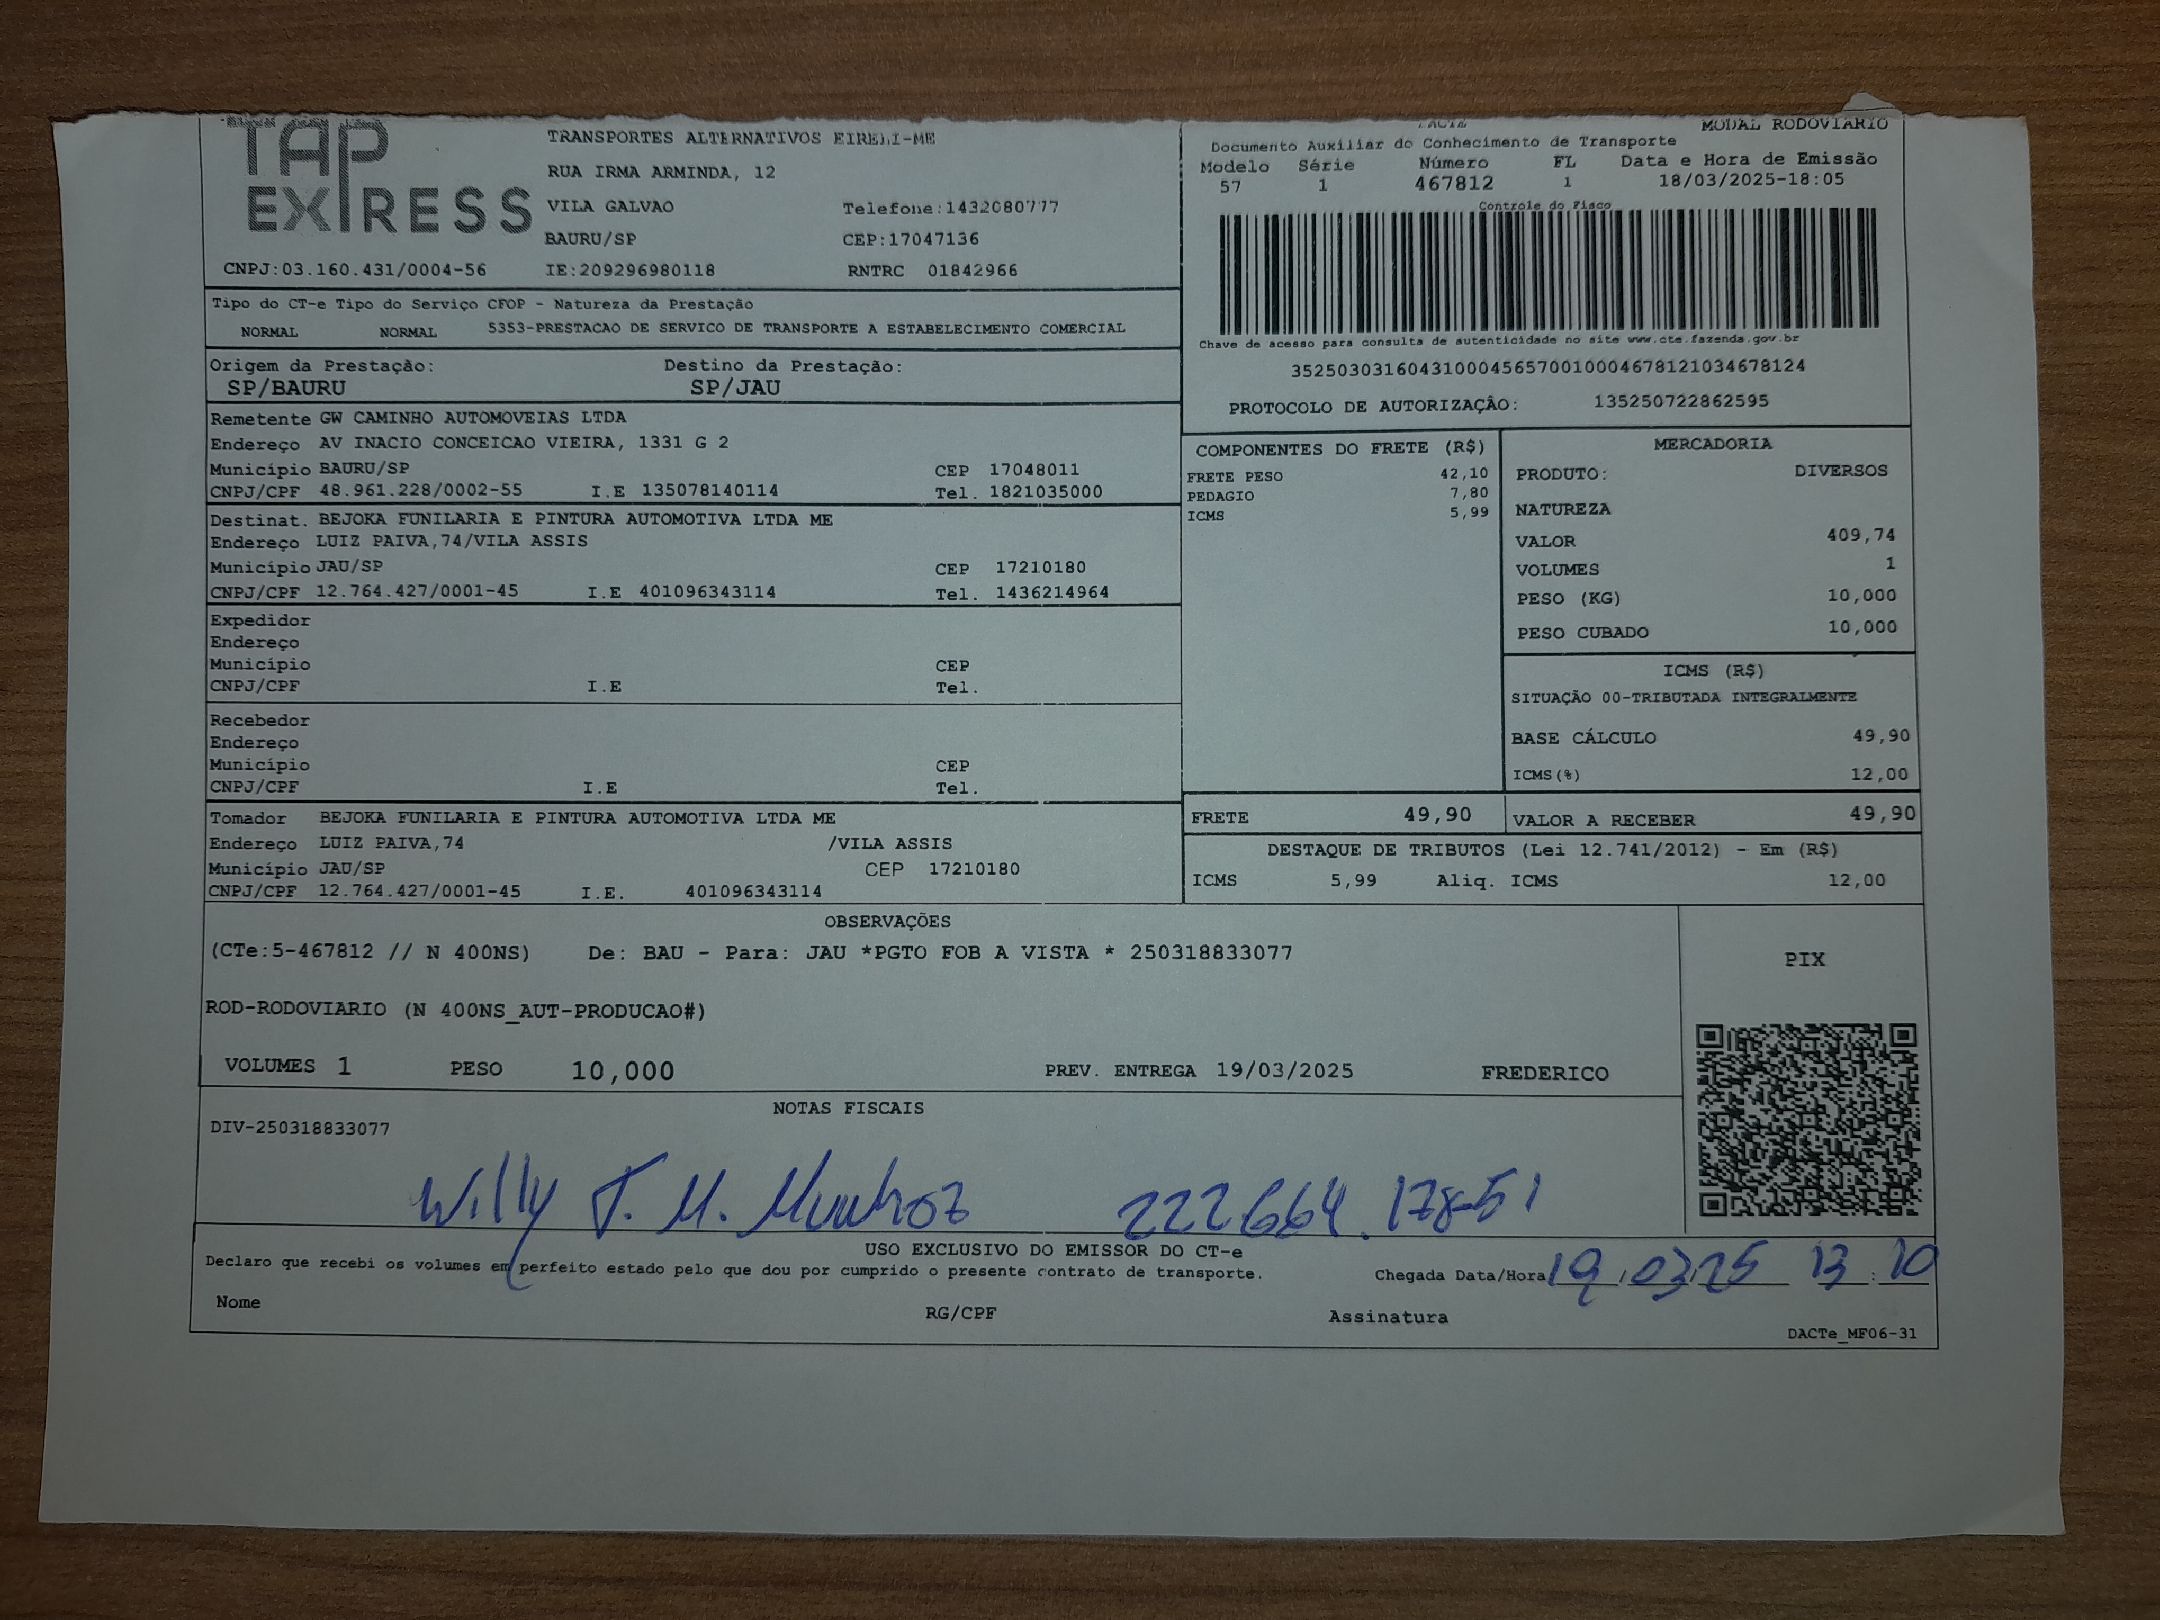 TAP
EXPRESS
TRANSPORTES ALTERNATIVOS EIRELI-ME
RUA IRMA ARMINDA, 12
VILA GALVAO Telefone:1432080777
BAURU/SP CEP:17047136
CNPJ:03.160.431/0004-56 IE:209296980118 RNTRC 01842966
DACTE MODAL RODOVIARIO
Documento Auxiliar do Conhecimento de Transporte
Modelo Série Número FL Data e Hora de Emissão
57 1 467812 1 18/03/2025-18:05
Controle do Fisco
Chave de acesso para consulta de autenticidade no site www.cte.fazenda.gov.br
35250303160431000456570010004678121034678124
PROTOCOLO DE AUTORIZAÇÃO: 135250722862595
Tipo do CT-e Tipo do Serviço CFOP - Natureza da Prestação
NORMAL NORMAL 5353-PRESTACAO DE SERVICO DE TRANSPORTE A ESTABELECIMENTO COMERCIAL
Origem da Prestação: Destino da Prestação:
SP/BAURU SP/JAU
Remetente GW CAMINHO AUTOMOVEIAS LTDA
Endereço AV INACIO CONCEICAO VIEIRA, 1331 G 2
Município BAURU/SP CEP 17048011
CNPJ/CPF 48.961.228/0002-55 I.E 135078140114 Tel. 1821035000
Destinat. BEJOKA FUNILARIA E PINTURA AUTOMOTIVA LTDA ME
Endereço LUIZ PAIVA,74/VILA ASSIS
Município JAU/SP CEP 17210180
CNPJ/CPF 12.764.427/0001-45 I.E 401096343114 Tel. 1436214964
Expedidor
Endereço
Município CEP
CNPJ/CPF I.E Tel.
Recebedor
Endereço
Município CEP
CNPJ/CPF I.E Tel.
Tomador BEJOKA FUNILARIA E PINTURA AUTOMOTIVA LTDA ME
Endereço LUIZ PAIVA,74 /VILA ASSIS
Município JAU/SP CEP 17210180
CNPJ/CPF 12.764.427/0001-45 I.E. 401096343114
COMPONENTES DO FRETE (R$)
FRETE PESO 42,10
PEDAGIO 7,80
ICMS 5,99
MERCADORIA
PRODUTO: DIVERSOS
NATUREZA
VALOR 409,74
VOLUMES 1
PESO (KG) 10,000
PESO CUBADO 10,000
ICMS (R$)
SITUAÇÃO 00-TRIBUTADA INTEGRALMENTE
BASE CÁLCULO 49,90
ICMS(%) 12,00
FRETE 49,90 VALOR A RECEBER 49,90
DESTAQUE DE TRIBUTOS (Lei 12.741/2012) - Em (R$)
ICMS 5,99 Aliq. ICMS 12,00
OBSERVAÇÕES
(CTe:5-467812 // N 400NS) De: BAU - Para: JAU *PGTO FOB A VISTA * 250318833077
ROD-RODOVIARIO (N 400NS_AUT-PRODUCAO#)
VOLUMES 1 PESO 10,000 PREV. ENTREGA 19/03/2025 FREDERICO
PIX
NOTAS FISCAIS
DIV-250318833077
Willy T. M. Munhoz 222664.178-51
USO EXCLUSIVO DO EMISSOR DO CT-e
Declaro que recebi os volumes em perfeito estado pelo que dou por cumprido o presente contrato de transporte. Chegada Data/Hora 19.03.25 13:10
Nome RG/CPF Assinatura
DACTe_MF06-31